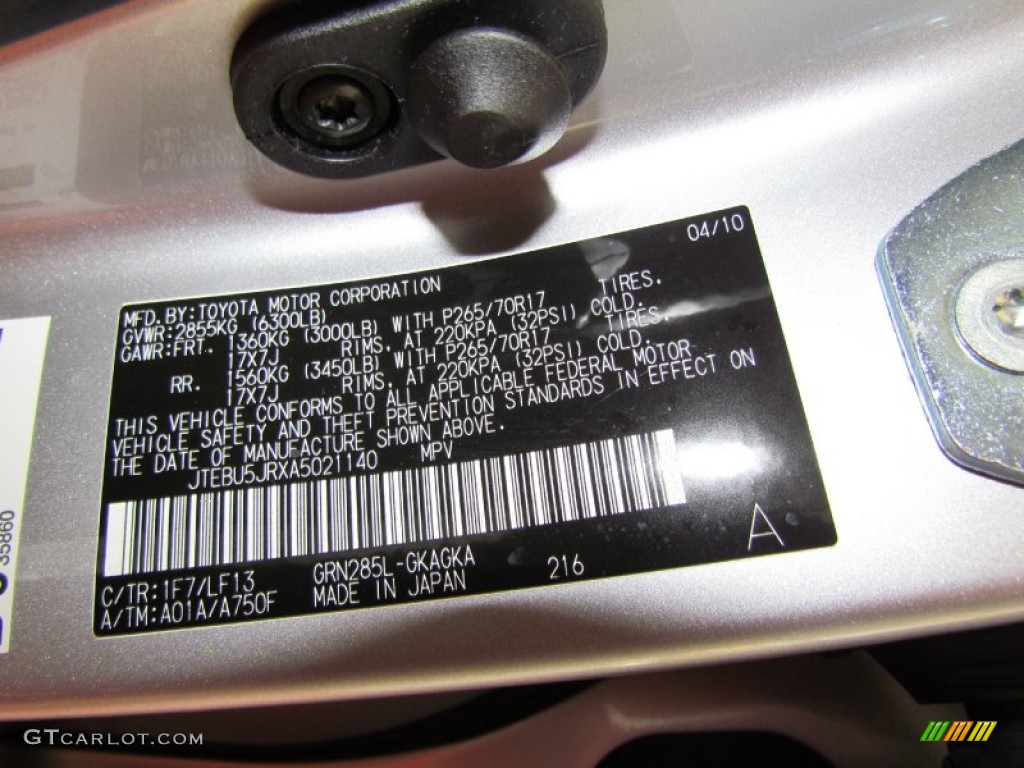 04/10
MFD. BY: TOYOTA MOTOR CORPORATION
GVWR: 2855KG (6300LB)
GAWR: FRT. 1360KG (3000LB) WITH P265/70R17 TIRES.
17X7J RIMS, AT 220KPA (32PSI) COLD.
RR. 1560KG (3450LB) WITH P265/70R17 TIRES.
17X7J RIMS, AT 220KPA (32PSI) COLD.
THIS VEHICLE CONFORMS TO ALL APPLICABLE FEDERAL MOTOR
VEHICLE SAFETY AND THEFT PREVENTION STANDARDS IN EFFECT ON
THE DATE OF MANUFACTURE SHOWN ABOVE.
JTEBU5JRXA5021140 MPV
C/TR: 1F7/LF13 GRN285L-GKAGKA
A/TM: A01A/A750F MADE IN JAPAN 216
A
35860
GTCARLOT.COM